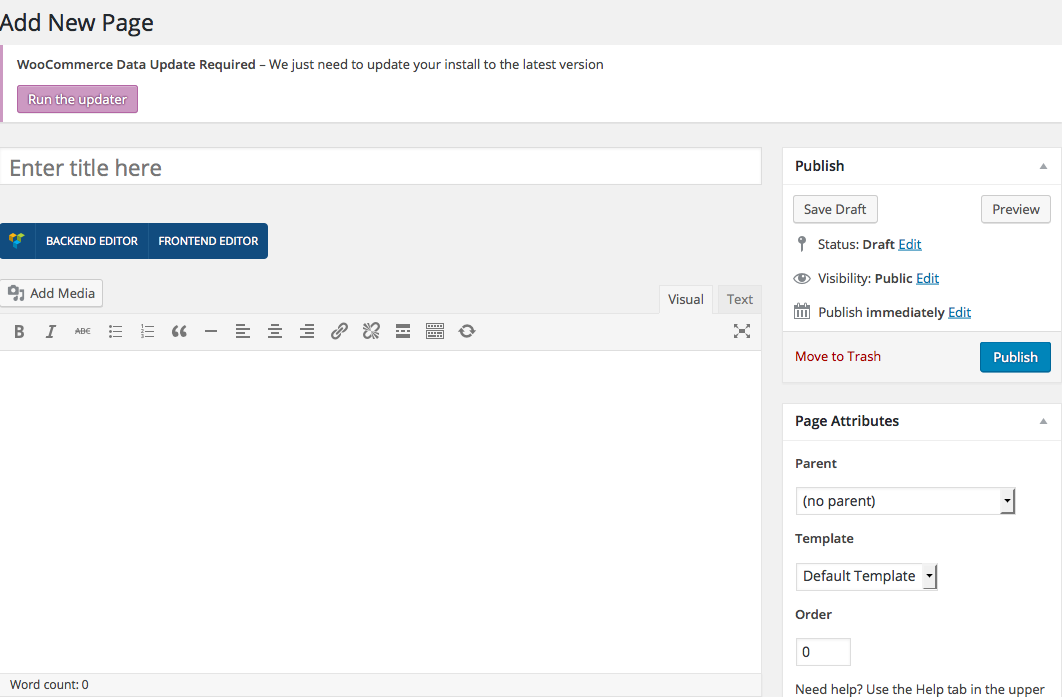 Add New Page
WooCommerce Data Update Required – We just need to update your install to the latest version
Run the updater
Enter title here
BACKEND EDITOR FRONTEND EDITOR
Add Media
Visual Text
B I ABC
Word count: 0
Publish
Save Draft Preview
Status: Draft Edit
Visibility: Public Edit
Publish immediately Edit
Move to Trash Publish
Page Attributes
Parent
(no parent)
Template
Default Template
Order
0
Need help? Use the Help tab in the upper